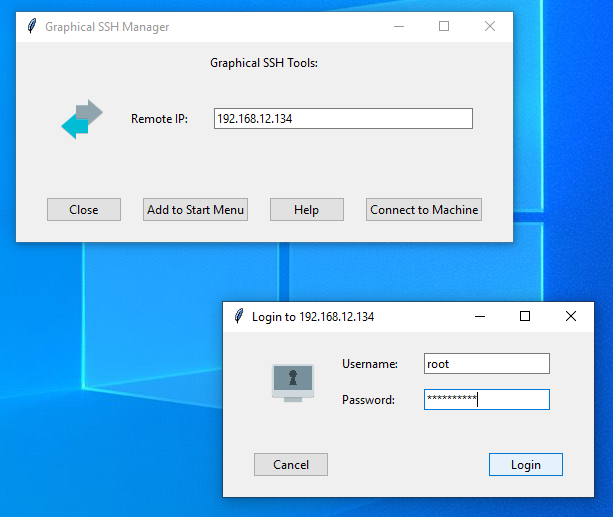 Graphical SSH Manager
Graphical SSH Tools:
Remote IP: 192.168.12.134
Close Add to Start Menu Help Connect to Machine
Login to 192.168.12.134
Username: root
Password: **********
Cancel Login